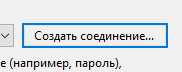 Создать соединение...
е (например, пароль),